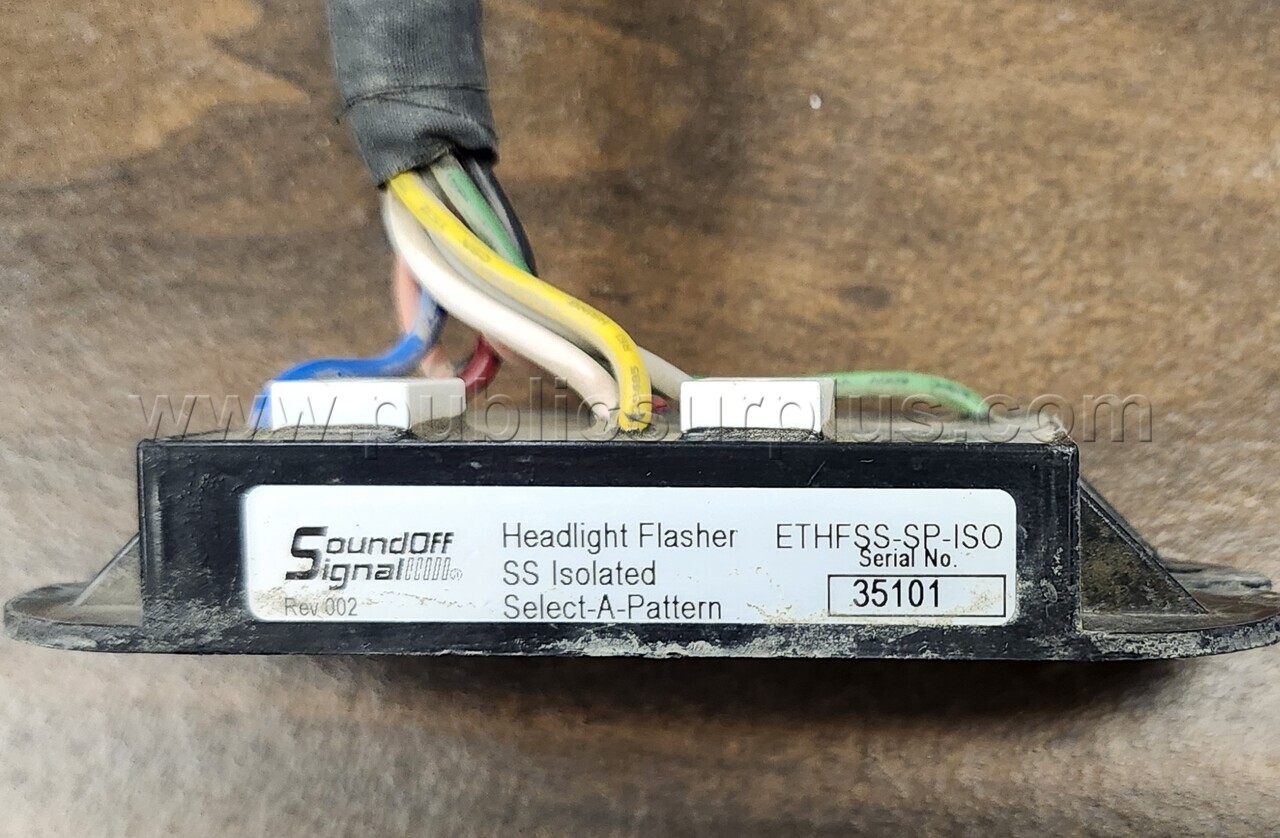 www.publicsurplus.com
SoundOff
Signal®
Rev 002
Headlight Flasher
SS Isolated
Select-A-Pattern
ETHFSS-SP-ISO
Serial No.
35101